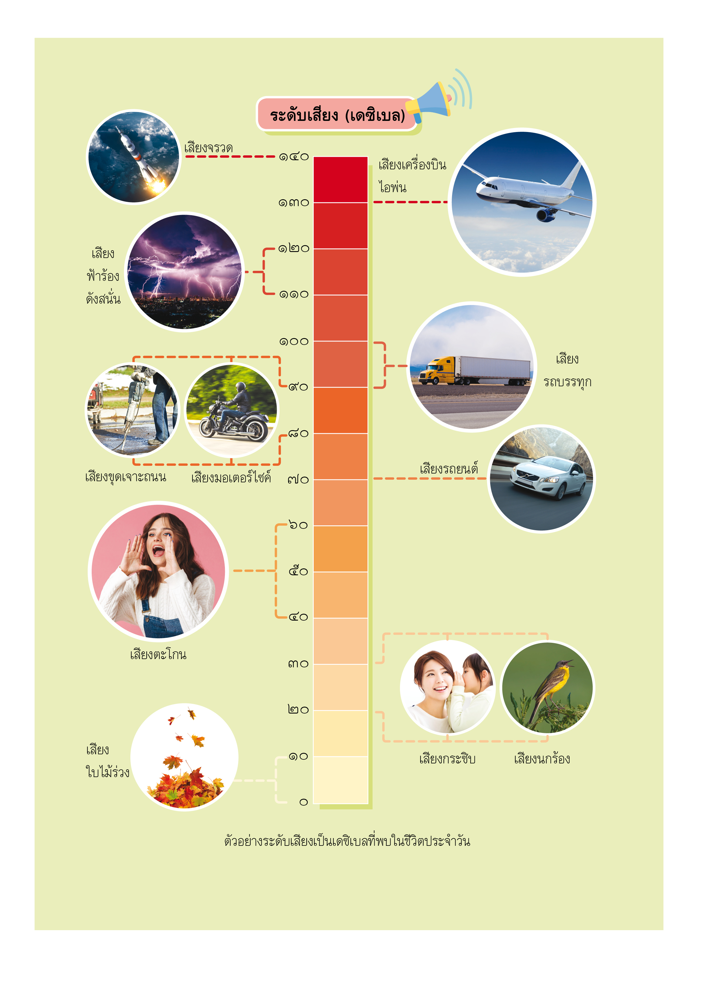 ระดับเสียง (เดซิเบล)
เสียงจรวด
๑๔๐
เสียงเครื่องบิน
ไอพ่น
๑๓๐
เสียง
ฟ้าร้อง
ดังสนั่น
๑๒๐
๑๑๐
๑๐๐
เสียง
รถบรรทุก
๙๐
๘๐
เสียงขุดเจาะถนน
เสียงมอเตอร์ไซค์
๗๐
เสียงรถยนต์
๖๐
๕๐
๔๐
เสียงตะโกน
๓๐
๒๐
เสียงกระซิบ
เสียงนกร้อง
เสียง
ใบไม้ร่วง
๑๐
๐
ตัวอย่างระดับเสียงเป็นเดซิเบลที่พบในชีวิตประจำวัน